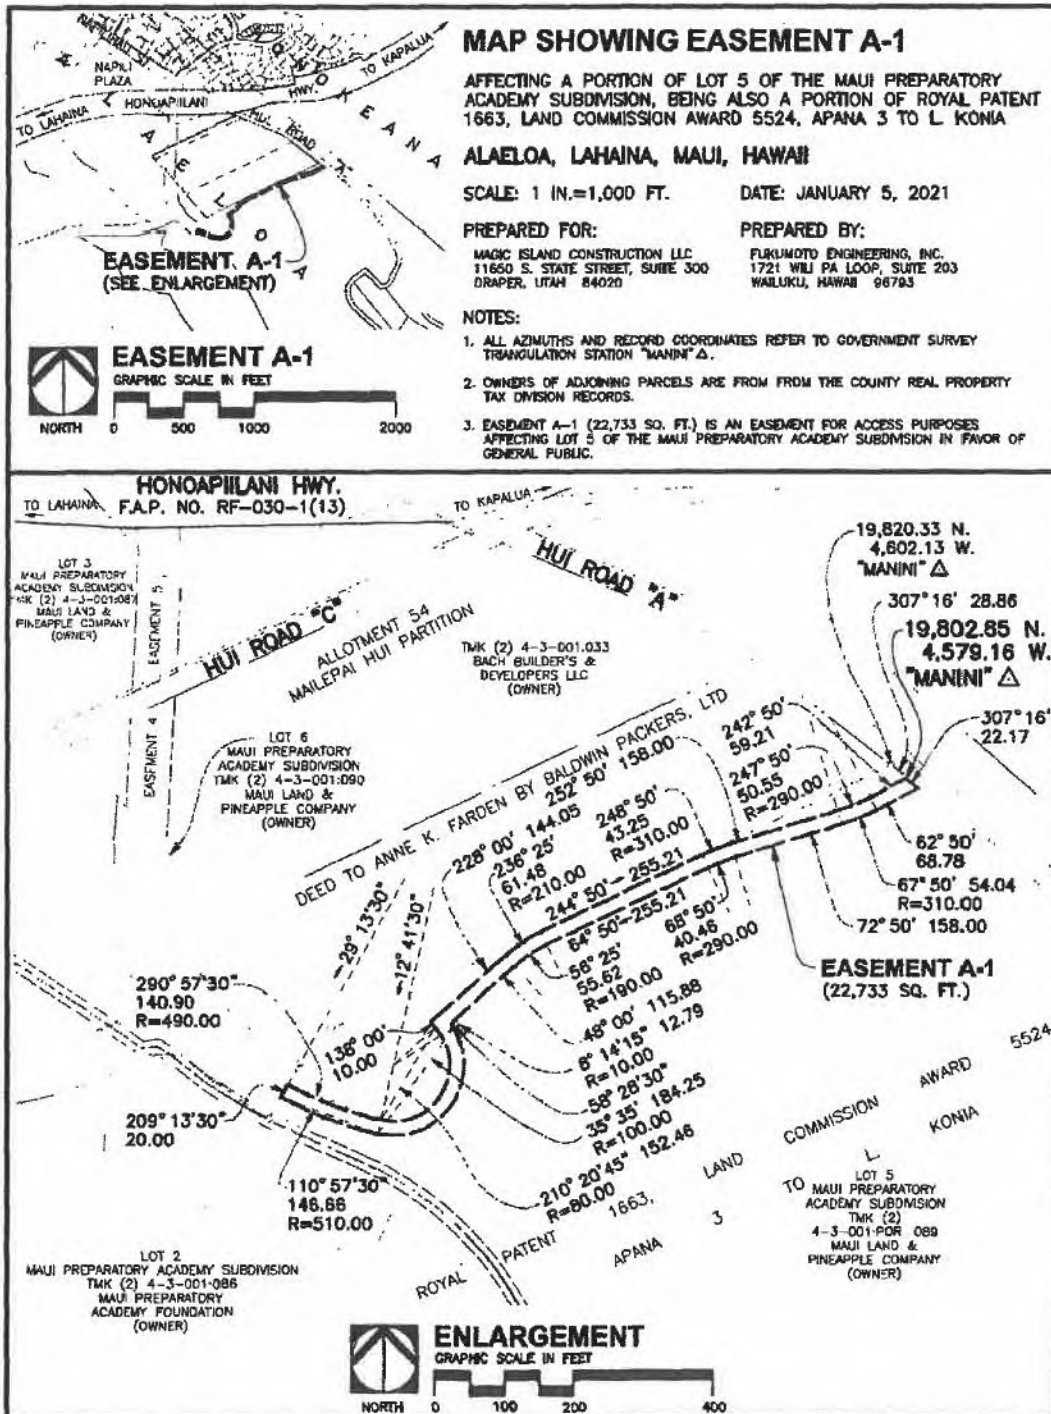 NAPILIHAU
NAPILI
PLAZA
HONOKEANA
TO KAPALUA
HONOAPIILANI HWY.
TO LAHAINA
HUI ROAD A
ALAELOA
EASEMENT A-1
(SEE ENLARGEMENT)
EASEMENT A-1
GRAPHIC SCALE IN FEET
NORTH
0 500 1000 2000
MAP SHOWING EASEMENT A-1
AFFECTING A PORTION OF LOT 5 OF THE MAUI PREPARATORY
ACADEMY SUBDIVISION, BEING ALSO A PORTION OF ROYAL PATENT
1663, LAND COMMISSION AWARD 5524, APANA 3 TO L. KONIA
ALAELOA, LAHAINA, MAUI, HAWAII
SCALE: 1 IN.=1,000 FT.
DATE: JANUARY 5, 2021
PREPARED FOR:
MAGIC ISLAND CONSTRUCTION LLC
11650 S. STATE STREET, SUITE 300
DRAPER, UTAH 84020
PREPARED BY:
FUKUMOTO ENGINEERING, INC.
1721 WILI PA LOOP, SUITE 203
WAILUKU, HAWAII 96793
NOTES:
1. ALL AZIMUTHS AND RECORD COORDINATES REFER TO GOVERNMENT SURVEY
TRIANGULATION STATION "MANINI" △.
2. OWNERS OF ADJOINING PARCELS ARE FROM FROM THE COUNTY REAL PROPERTY
TAX DIVISION RECORDS.
3. EASEMENT A-1 (22,733 SQ. FT.) IS AN EASEMENT FOR ACCESS PURPOSES
AFFECTING LOT 5 OF THE MAUI PREPARATORY ACADEMY SUBDIVISION IN FAVOR OF
GENERAL PUBLIC.
HONOAPIILANI HWY.
TO LAHAINA
F.A.P. NO. RF-030-1(13)
TO KAPALUA
LOT 3
MAUI PREPARATORY
ACADEMY SUBDIVISION
TMK (2) 4-3-001:087
MAUI LAND &
PINEAPPLE COMPANY
(OWNER)
EASEMENT 5
EASEMENT 4
HUI ROAD "C"
HUI ROAD "A"
ALLOTMENT 54
MAILEPAI HUI PARTITION
TMK (2) 4-3-001:033
BACH BUILDER'S &
DEVELOPERS LLC
(OWNER)
LOT 6
MAUI PREPARATORY
ACADEMY SUBDIVISION
TMK (2) 4-3-001:090
MAUI LAND &
PINEAPPLE COMPANY
(OWNER)
DEED TO ANNE K. FARDEN BY BALDWIN PACKERS, LTD
19,820.33 N.
4,602.13 W.
"MANINI" △
307° 16' 28.86
19,802.85 N.
4,579.16 W.
"MANINI" △
307° 16'
22.17
242° 50'
59.21
247° 50'
50.55
R=290.00
252° 50' 158.00
248° 50'
43.25
R=310.00
244° 50' - 255.21
228° 00' 144.05
236° 25'
61.48
R=210.00
62° 50'
68.78
67° 50' 54.04
R=310.00
72° 50' 158.00
EASEMENT A-1
(22,733 SQ. FT.)
64° 50'-255.21
68° 50'
40.46
R=290.00
56° 25'
55.62
R=190.00
48° 00' 115.88
6° 14'15" 12.79
R=10.00
58° 28'30"
35° 35' 184.25
R=100.00
210° 20'45" 152.46
R=80.00
29° 13'30"
12° 41'30"
138° 00'
10.00
290° 57'30"
140.90
R=490.00
209° 13'30"
20.00
110° 57'30"
146.66
R=510.00
LOT 2
MAUI PREPARATORY ACADEMY SUBDIVISION
TMK (2) 4-3-001:086
MAUI PREPARATORY
ACADEMY FOUNDATION
(OWNER)
ROYAL PATENT 1663, LAND COMMISSION AWARD 5524
APANA 3 TO L. KONIA
LOT 5
MAUI PREPARATORY
ACADEMY SUBDIVISION
TMK (2)
4-3-001:POR 089
MAUI LAND &
PINEAPPLE COMPANY
(OWNER)
ENLARGEMENT
GRAPHIC SCALE IN FEET
NORTH
0 100 200 400